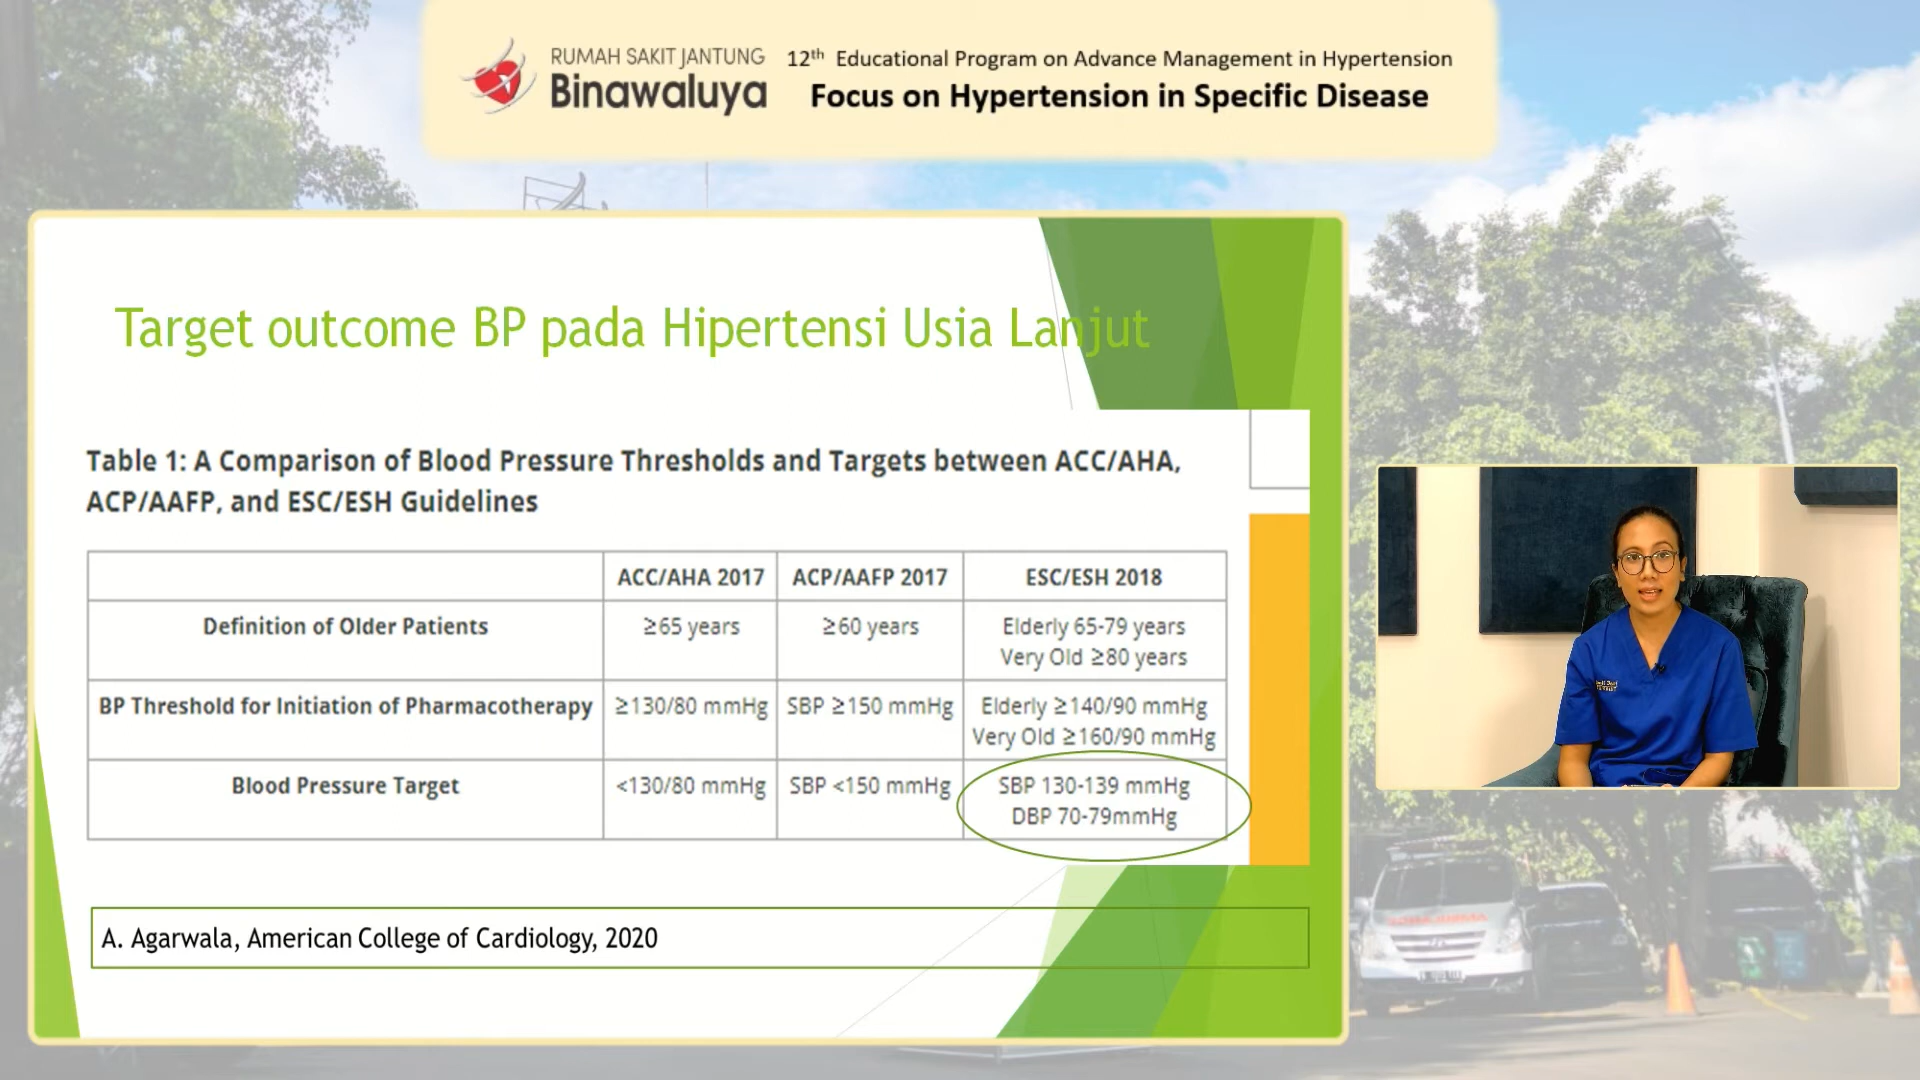 RUMAH SAKIT JANTUNG
Binawaluya
12th Educational Program on Advance Management in Hypertension
Focus on Hypertension in Specific Disease
Target outcome BP pada Hipertensi Usia Lanjut
Table 1: A Comparison of Blood Pressure Thresholds and Targets between ACC/AHA,
ACP/AAFP, and ESC/ESH Guidelines
ACC/AHA 2017 ACP/AAFP 2017 ESC/ESH 2018
Definition of Older Patients ≥65 years ≥60 years Elderly 65-79 years
Very Old ≥80 years
BP Threshold for Initiation of Pharmacotherapy ≥130/80 mmHg SBP ≥150 mmHg Elderly ≥140/90 mmHg
Very Old ≥160/90 mmHg
Blood Pressure Target <130/80 mmHg SBP <150 mmHg SBP 130-139 mmHg
DBP 70-79mmHg
A. Agarwala, American College of Cardiology, 2020